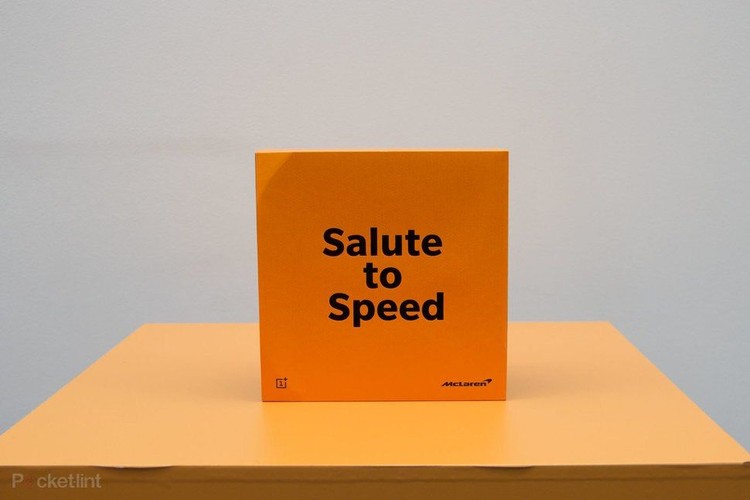 Salute
to
Speed
McLaren
Pocketlint